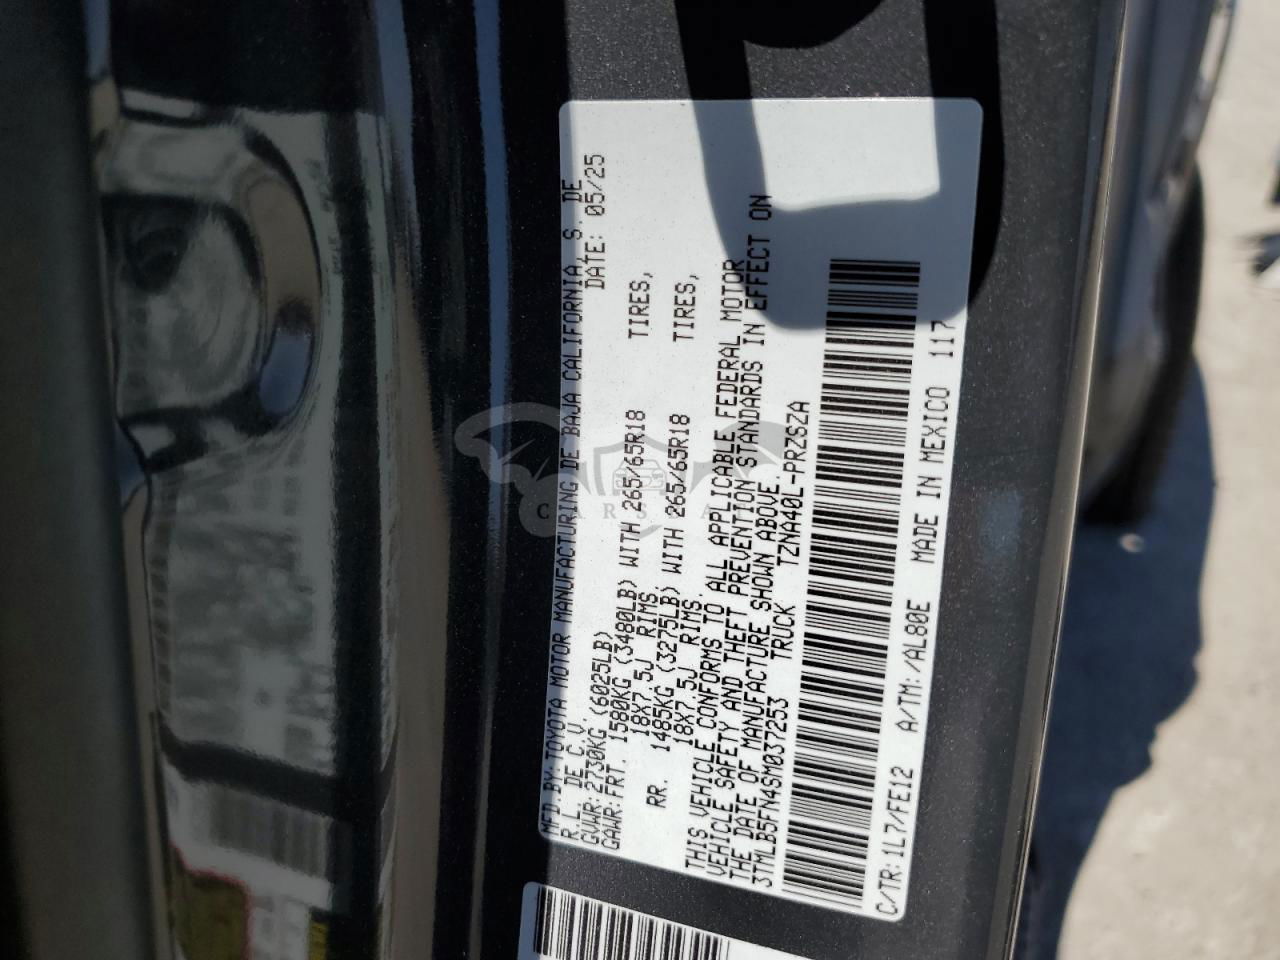 MFD. BY: TOYOTA MOTOR MANUFACTURING DE BAJA CALIFORNIA, S. DE
R.L. DE C.V. DATE: 05/25
GVWR: 2730KG (6025LB)
GAWR: FRT. 1580KG (3480LB) WITH 265/65R18 TIRES,
18X7.5J RIMS.
RR. 1485KG (3275LB) WITH 265/65R18 TIRES,
18X7.5J RIMS.
THIS VEHICLE CONFORMS TO ALL APPLICABLE FEDERAL MOTOR
VEHICLE SAFETY AND THEFT PREVENTION STANDARDS IN EFFECT ON
THE DATE OF MANUFACTURE SHOWN ABOVE.
3TMLB5FN4SM037253 TRUCK TZNA40L-PRZSZA
C/TR: 1L7/FE12 A/TM: /AL80E MADE IN MEXICO 117